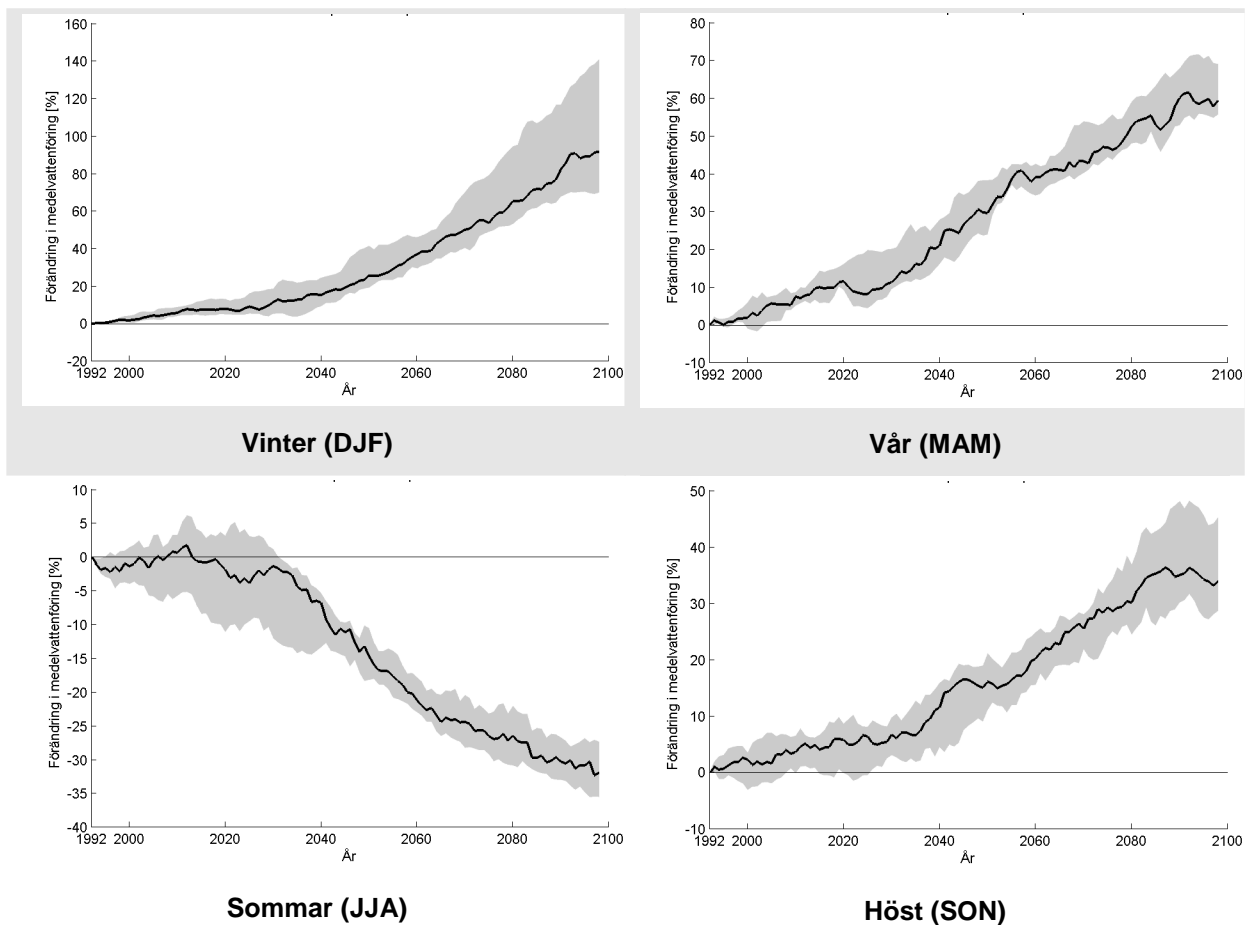 Förändring i medelvattenföring [%]
160
140
120
100
80
60
40
20
0
-20
1992 2000 2020 2040 2060 2080 2100
År
Vinter (DJF)
Förändring i medelvattenföring [%]
80
70
60
50
40
30
20
10
0
-10
1992 2000 2020 2040 2060 2080 2100
År
Vår (MAM)
Förändring i medelvattenföring [%]
10
5
0
-5
-10
-15
-20
-25
-30
-35
-40
1992 2000 2020 2040 2060 2080 2100
År
Sommar (JJA)
Förändring i medelvattenföring [%]
50
40
30
20
10
0
-10
1992 2000 2020 2040 2060 2080 2100
År
Höst (SON)